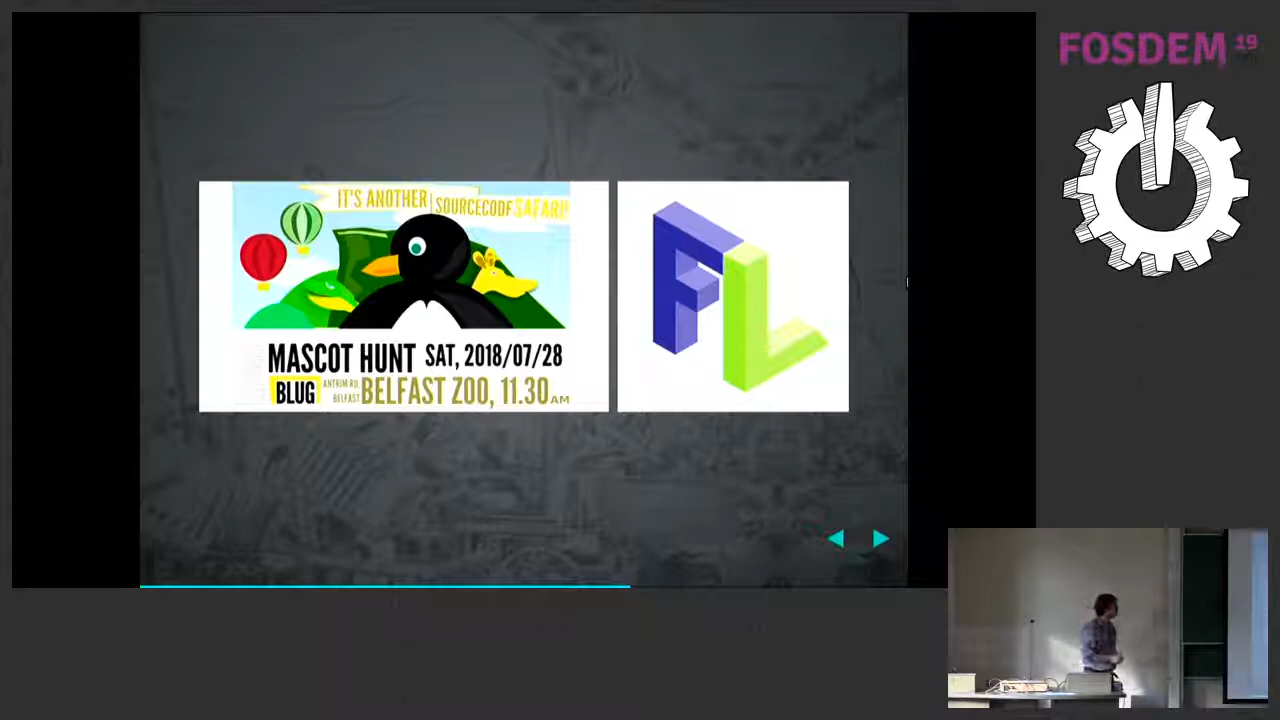 IT'S ANOTHER
SOURCECODE SAFARI!
MASCOT HUNT SAT, 2018/07/28
BLUG ANTRIM RD, BELFAST BELFAST ZOO, 11.30 AM
FL
FOSDEM 19